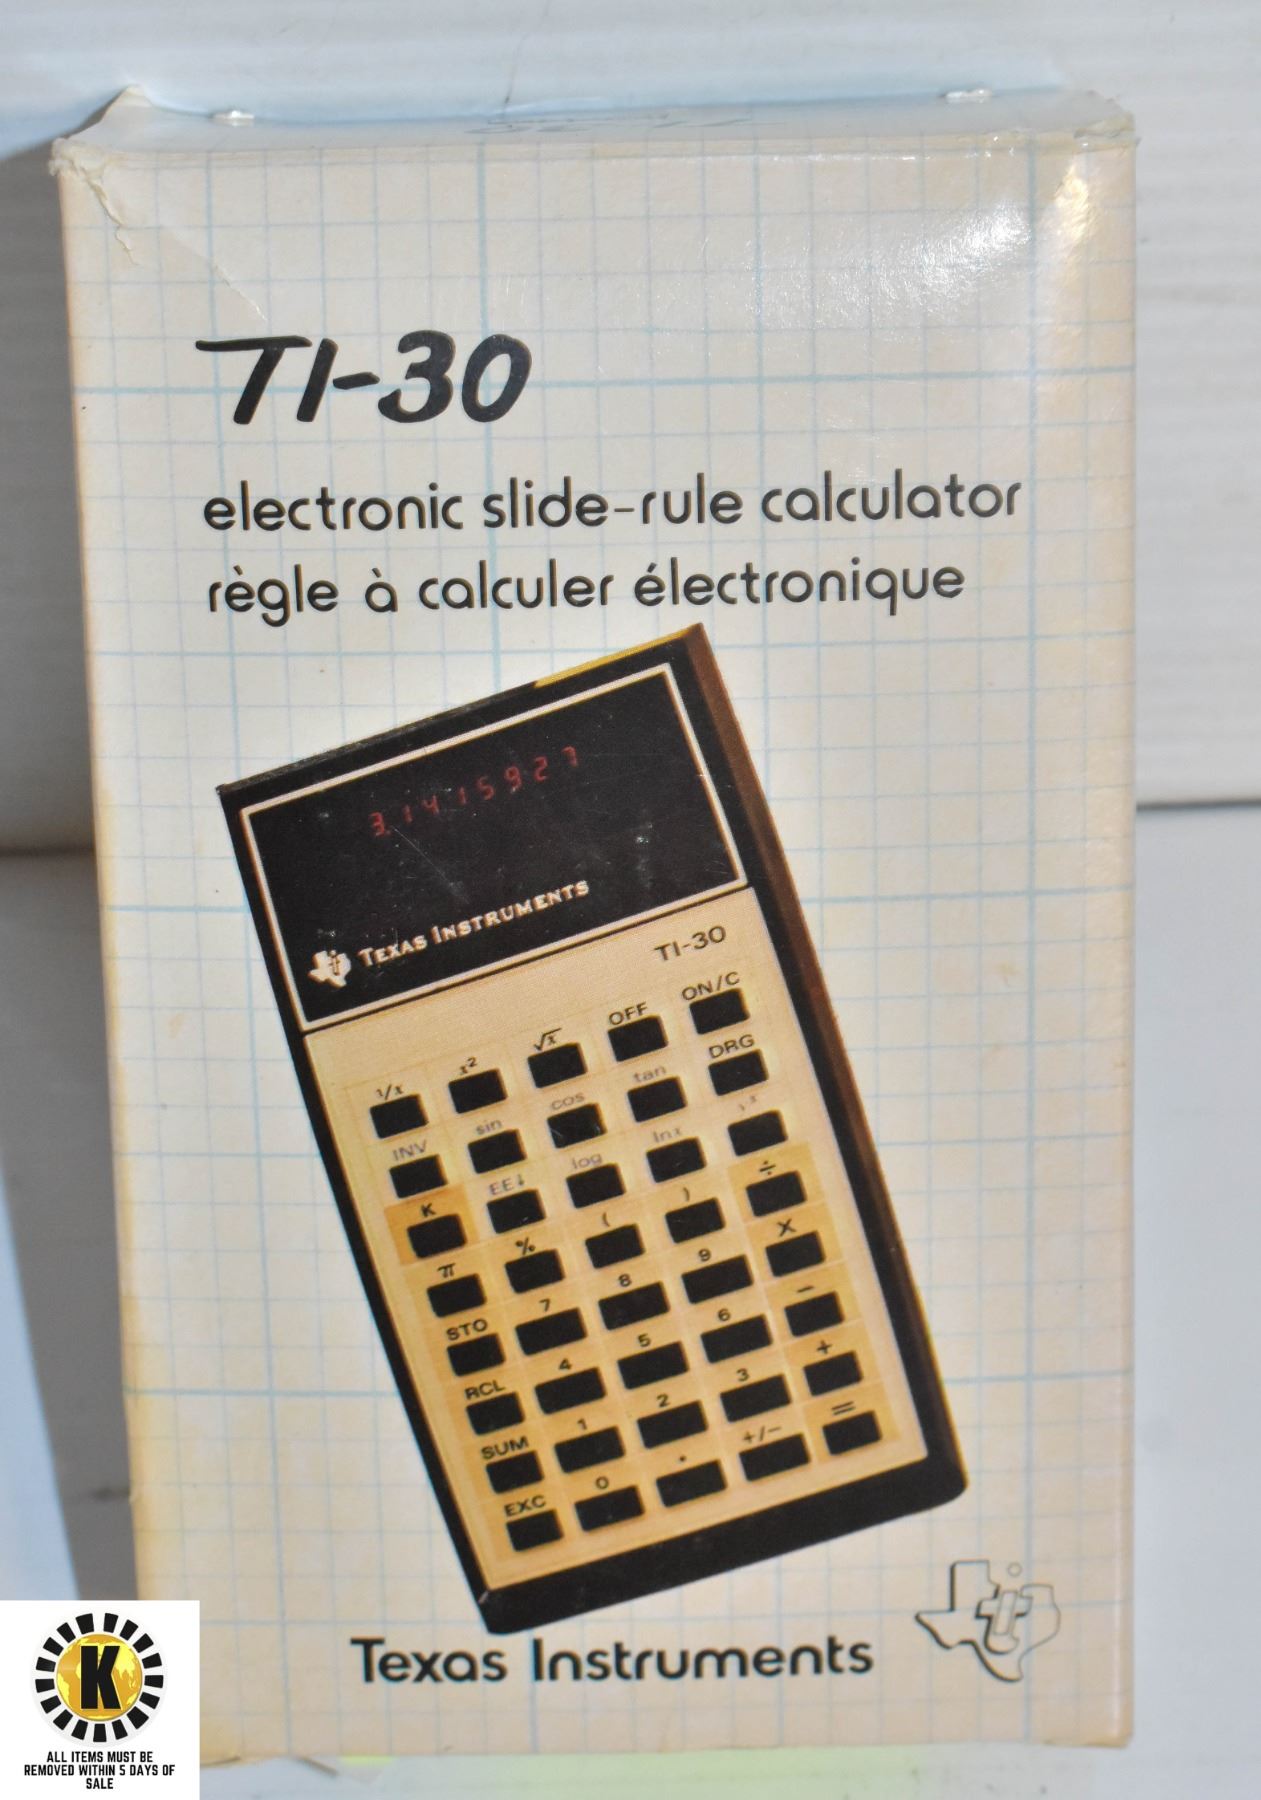 TI-30
electronic slide-rule calculator
règle à calculer électronique
3.1415927
TEXAS INSTRUMENTS
TI-30
1/x x² √x OFF ON/C
INV sin cos tan DRG
K EE↓ log lnx yˣ
π % ( ) ÷
STO 7 8 9 X
RCL 4 5 6 −
SUM 1 2 3 +
EXC 0 . +/− =
Texas Instruments
K
ALL ITEMS MUST BE
REMOVED WITHIN 5 DAYS OF
SALE